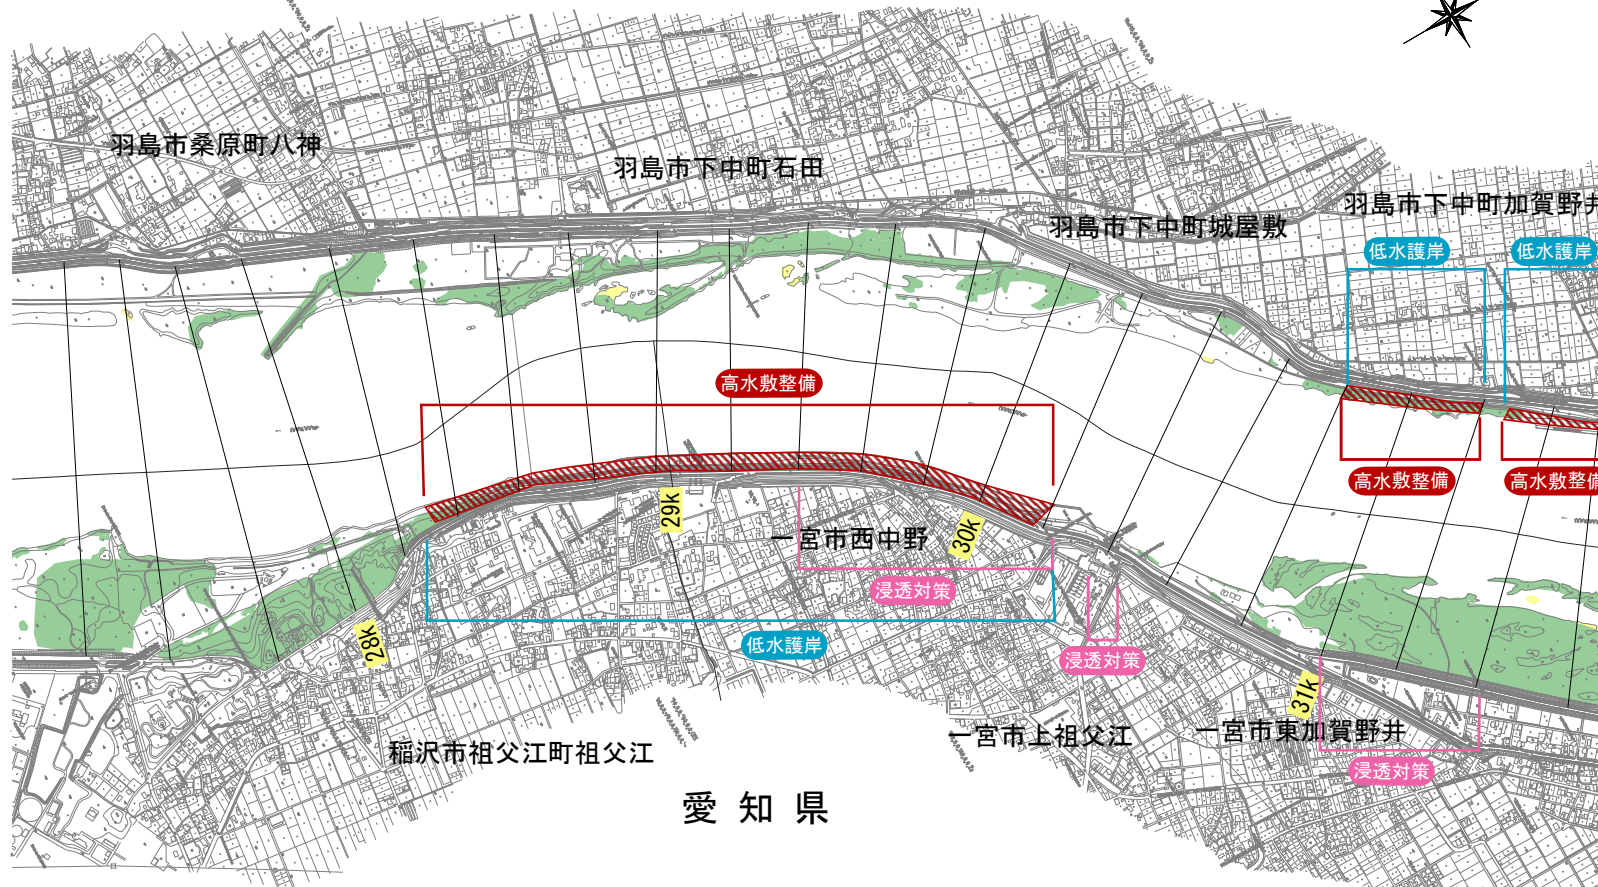 羽島市桑原町八神
羽島市下中町石田
羽島市下中町城屋敷
羽島市下中町加賀野井
低水護岸
低水護岸
高水敷整備
高水敷整備
高水敷整備
29k
一宮市西中野
30k
浸透対策
28k
低水護岸
浸透対策
31k
稲沢市祖父江町祖父江
一宮市上祖父江
一宮市東加賀野井
浸透対策
愛知県